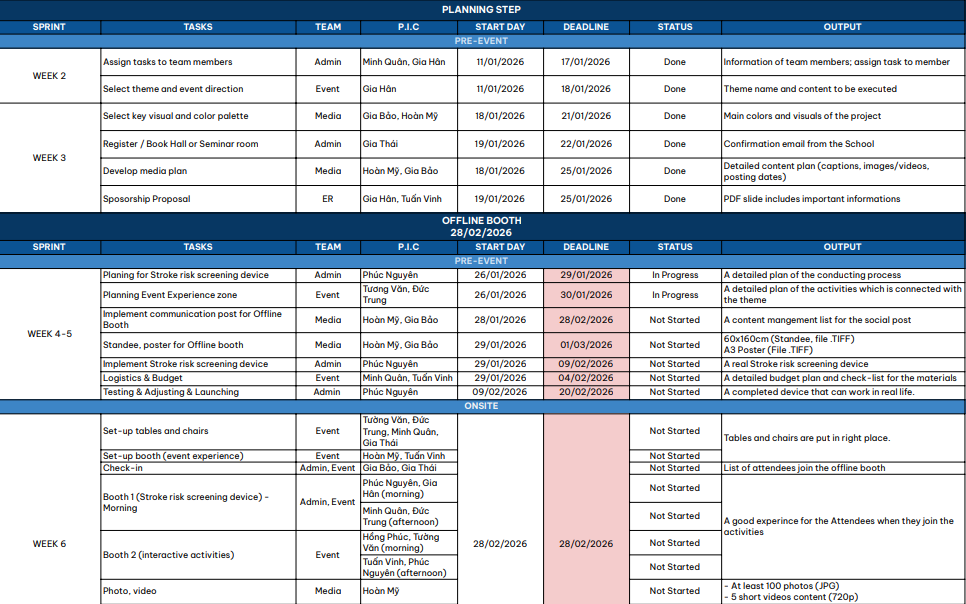 PLANNING STEP
SPRINT TASKS TEAM P.I.C START DAY DEADLINE STATUS OUTPUT
PRE-EVENT
WEEK 2
Assign tasks to team members Admin Minh Quân, Gia Hân 11/01/2026 17/01/2026 Done Information of team members; assign task to member
Select theme and event direction Event Gia Hân 11/01/2026 18/01/2026 Done Theme name and content to be executed
WEEK 3
Select key visual and color palette Media Gia Bảo, Hoàn Mỹ 18/01/2026 21/01/2026 Done Main colors and visuals of the project
Register / Book Hall or Seminar room Admin Gia Thái 19/01/2026 22/01/2026 Done Confirmation email from the School
Develop media plan Media Hoàn Mỹ, Gia Bảo 18/01/2026 25/01/2026 Done Detailed content plan (captions, images/videos,
posting dates)
Sposorship Proposal ER Gia Hân, Tuấn Vinh 19/01/2026 25/01/2026 Done PDF slide includes important informations
OFFLINE BOOTH
28/02/2026
SPRINT TASKS TEAM P.I.C START DAY DEADLINE STATUS OUTPUT
PRE-EVENT
WEEK 4-5
Planing for Stroke risk screening device Admin Phúc Nguyên 26/01/2026 29/01/2026 In Progress A detailed plan of the conducting process
Planning Event Experience zone Event Tương Văn, Đức
Trung 26/01/2026 30/01/2026 In Progress A detailed plan of the activities which is connected with
the theme
Implement communication post for Offline
Booth Media Hoàn Mỹ, Gia Bảo 28/01/2026 28/02/2026 Not Started A content mangement list for the social post
Standee, poster for Offline booth Media Hoàn Mỹ, Gia Bảo 29/01/2026 01/03/2026 Not Started 60x160cm (Standee, file .TIFF)
A3 Poster (File .TIFF)
Implement Stroke risk screening device Admin Phúc Nguyên 29/01/2026 09/02/2026 Not Started A real Stroke risk screening device
Logistics & Budget Event Minh Quân, Tuấn Vinh 29/01/2026 04/02/2026 Not Started A detailed budget plan and check-list for the materials
Testing & Adjusting & Launching Admin Phúc Nguyên 09/02/2026 20/02/2026 Not Started A completed device that can work in real life.
ONSITE
WEEK 6
Set-up tables and chairs Event Tường Văn, Đức
Trung, Minh Quân,
Gia Thái Not Started Tables and chairs are put in right place.
Set-up booth (event experience) Event Hoàn Mỹ, Tuấn Vinh Not Started
Check-in Admin, Event Gia Bảo, Gia Thái Not Started List of attendees join the offline booth
Booth 1 (Stroke risk screening device) -
Morning Admin, Event Phúc Nguyên, Gia
Hân (morning) Not Started
Minh Quân, Đức
Trung (afternoon) Not Started
A good experince for the Attendees when they join the
activities
Booth 2 (interactive activities) Event Hồng Phúc, Tường
Văn (morning) 28/02/2026 28/02/2026 Not Started
Tuấn Vinh, Phúc
Nguyên (afternoon) Not Started
Photo, video Media Hoàn Mỹ Not Started - At least 100 photos (JPG)
- 5 short videos content (720p)